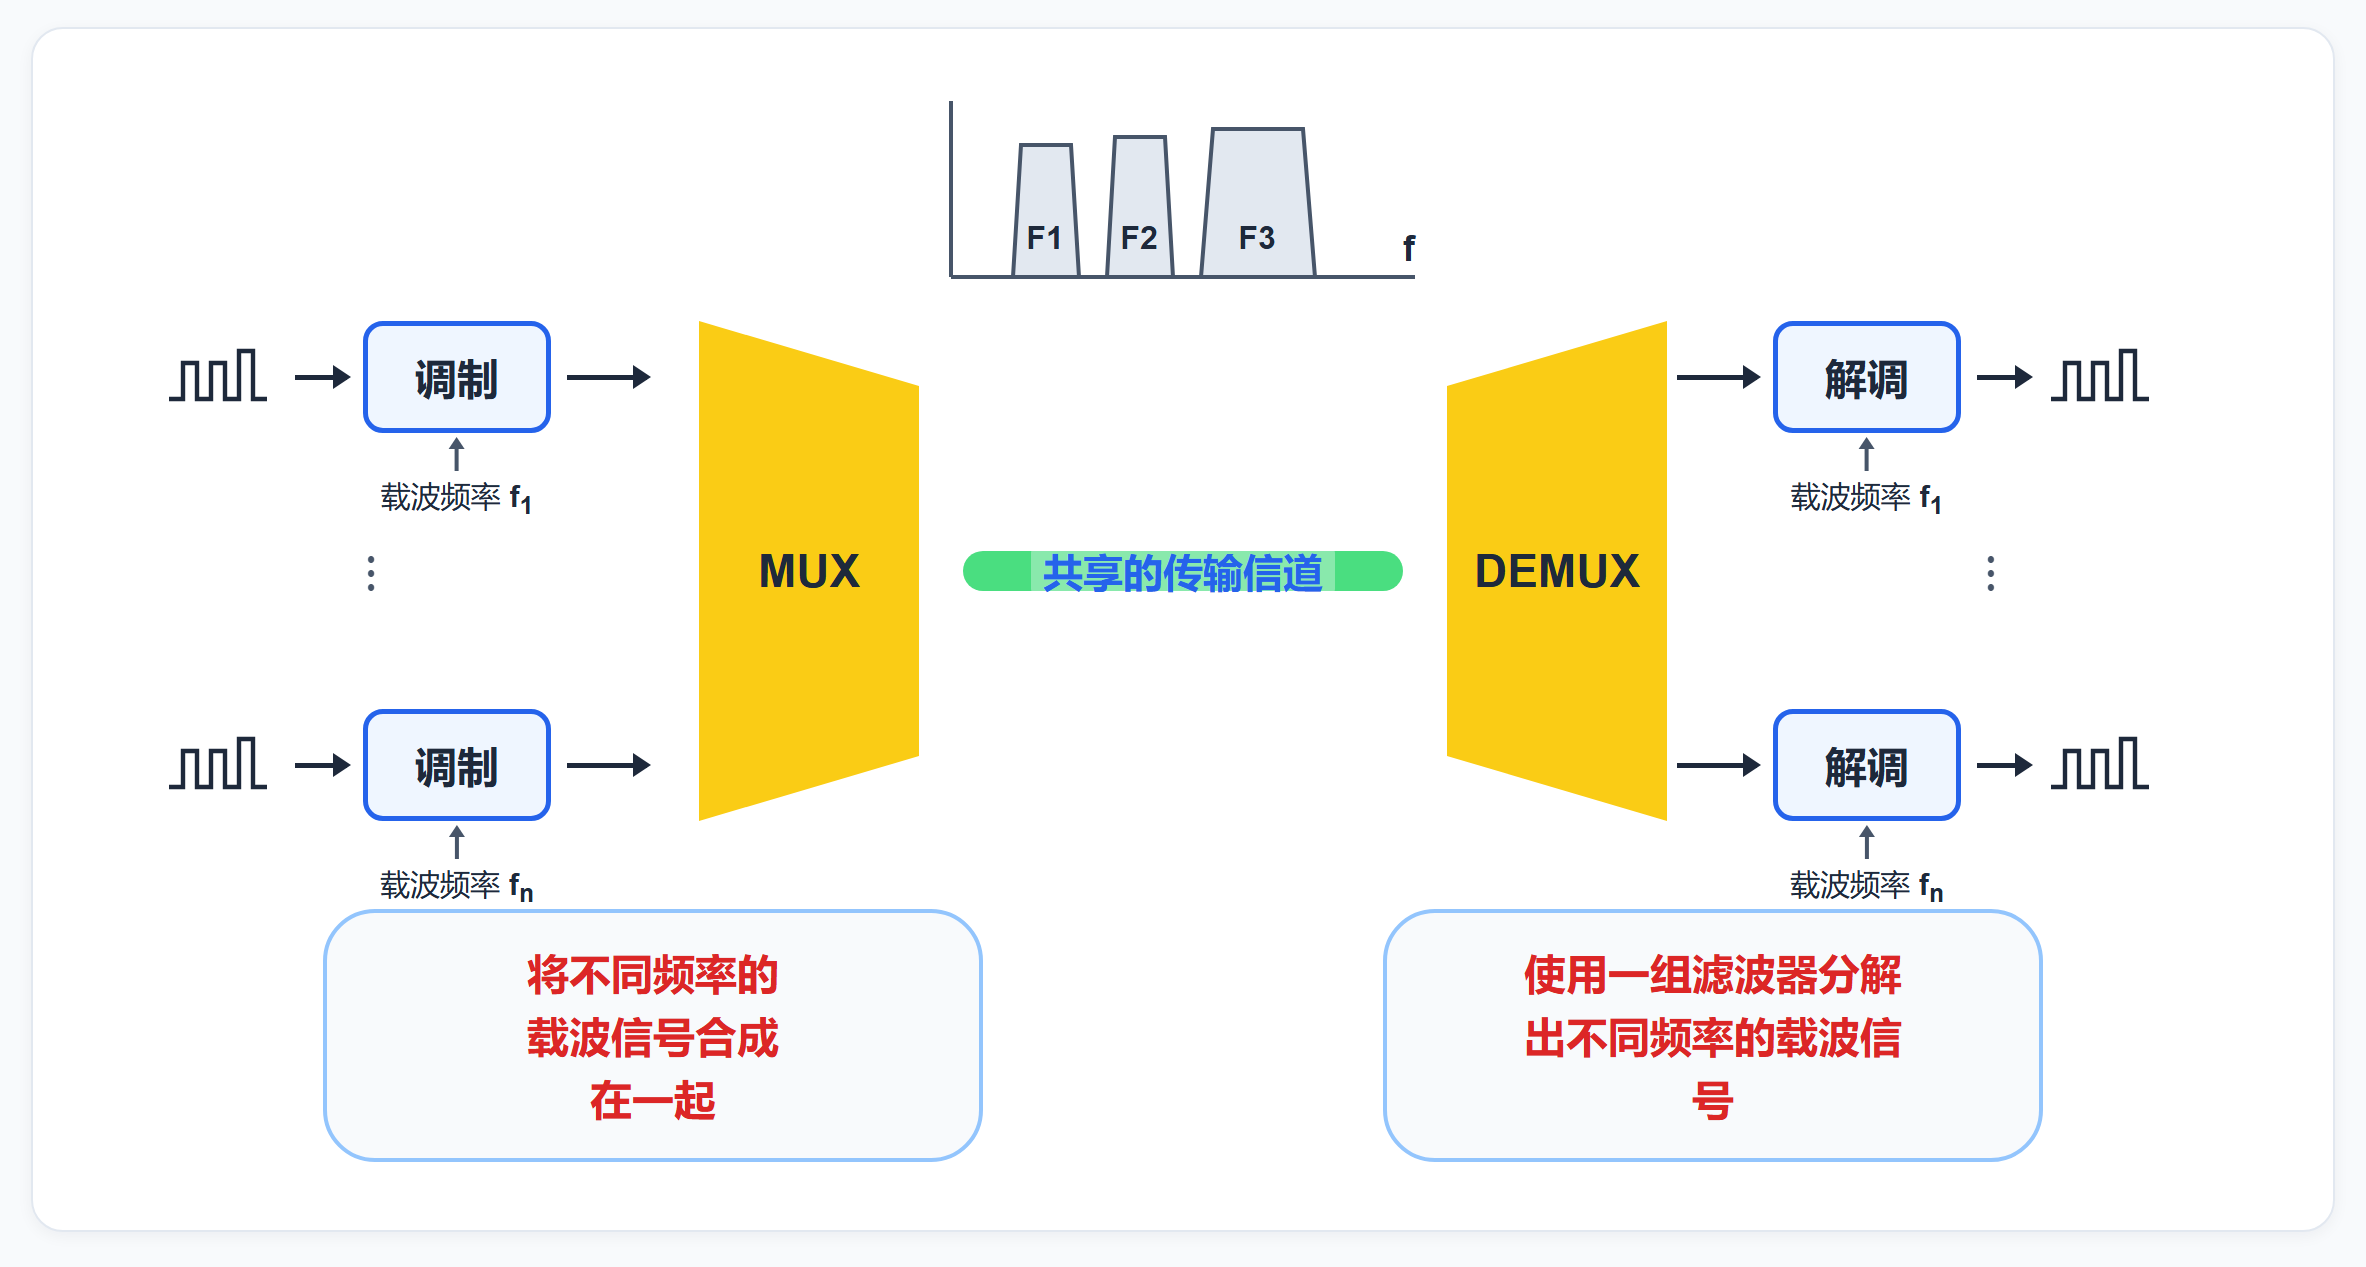 F1 F2 F3 f
调制
解调
载波频率 f1
载波频率 f1
MUX
共享的传输信道
DEMUX
调制
解调
载波频率 fn
载波频率 fn
将不同频率的
载波信号合成
在一起
使用一组滤波器分解
出不同频率的载波信
号